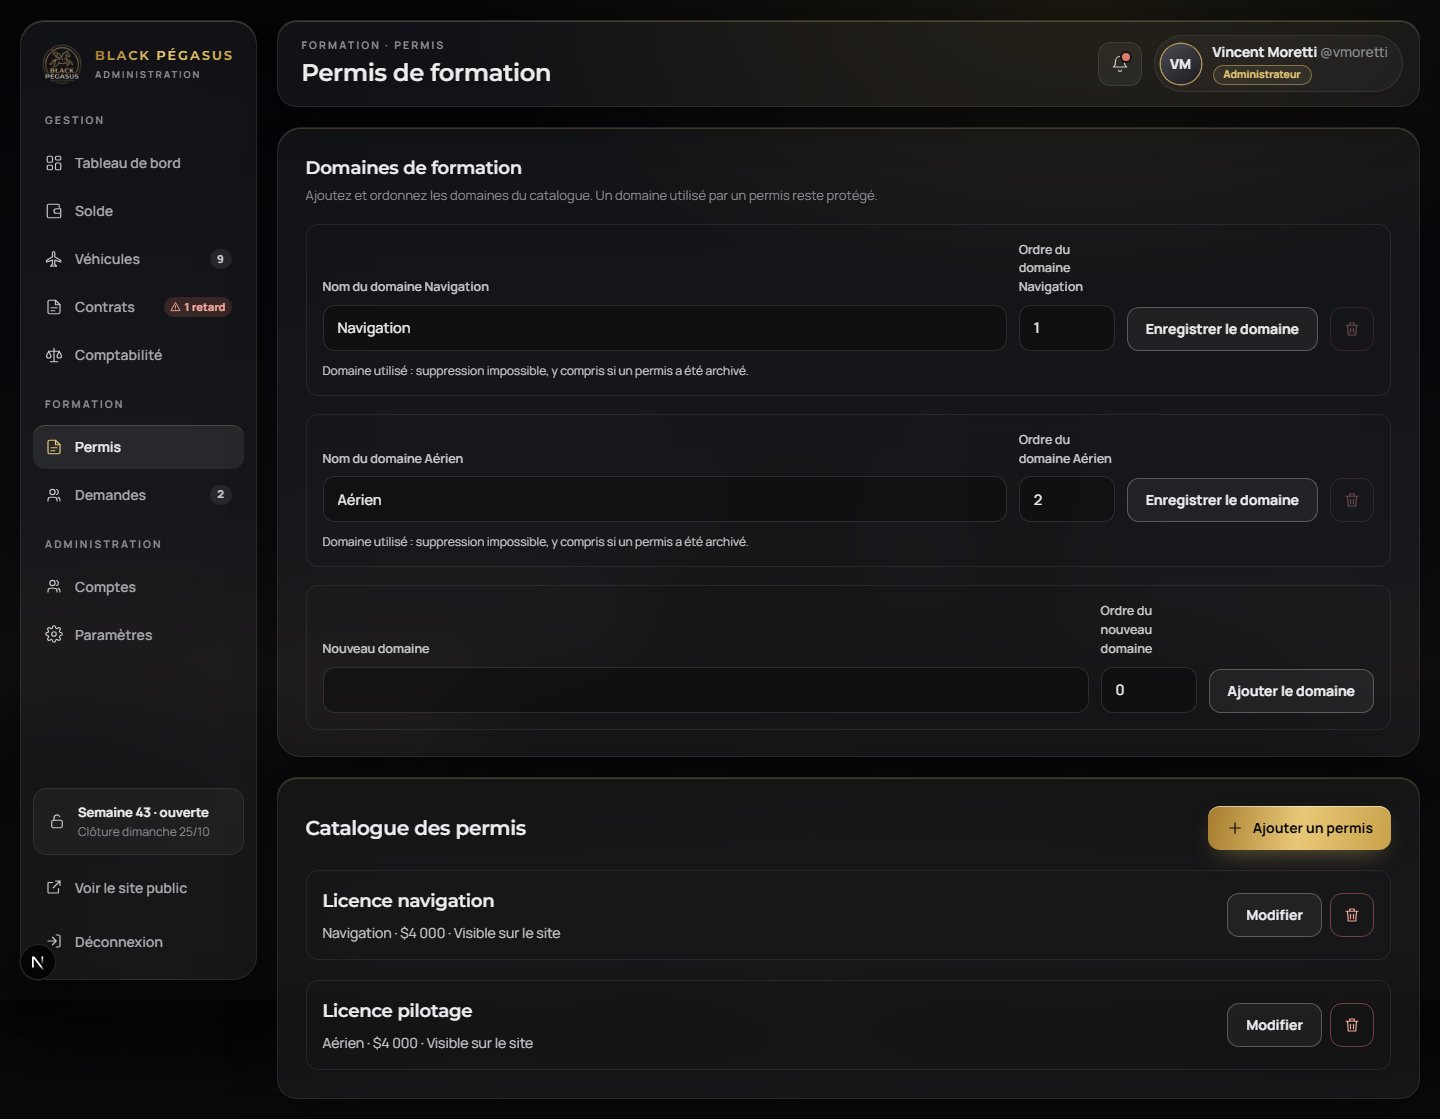 BLACK PÉGASUS
ADMINISTRATION
BLACK
PEGASUS
GESTION
Tableau de bord
Solde
Véhicules 9
Contrats 1 retard
Comptabilité
FORMATION
Permis
Demandes 2
ADMINISTRATION
Comptes
Paramètres
Semaine 43 · ouverte
Clôture dimanche 25/10
Voir le site public
Déconnexion
N
FORMATION · PERMIS
Permis de formation
VM
Vincent Moretti @vmoretti
Administrateur
Domaines de formation
Ajoutez et ordonnez les domaines du catalogue. Un domaine utilisé par un permis reste protégé.
Nom du domaine Navigation
Navigation
Ordre du
domaine
Navigation
1
Enregistrer le domaine
Domaine utilisé : suppression impossible, y compris si un permis a été archivé.
Nom du domaine Aérien
Aérien
Ordre du
domaine Aérien
2
Enregistrer le domaine
Domaine utilisé : suppression impossible, y compris si un permis a été archivé.
Nouveau domaine
Ordre du
nouveau
domaine
0
Ajouter le domaine
Catalogue des permis
Ajouter un permis
Licence navigation
Navigation · $4 000 · Visible sur le site
Modifier
Licence pilotage
Aérien · $4 000 · Visible sur le site
Modifier